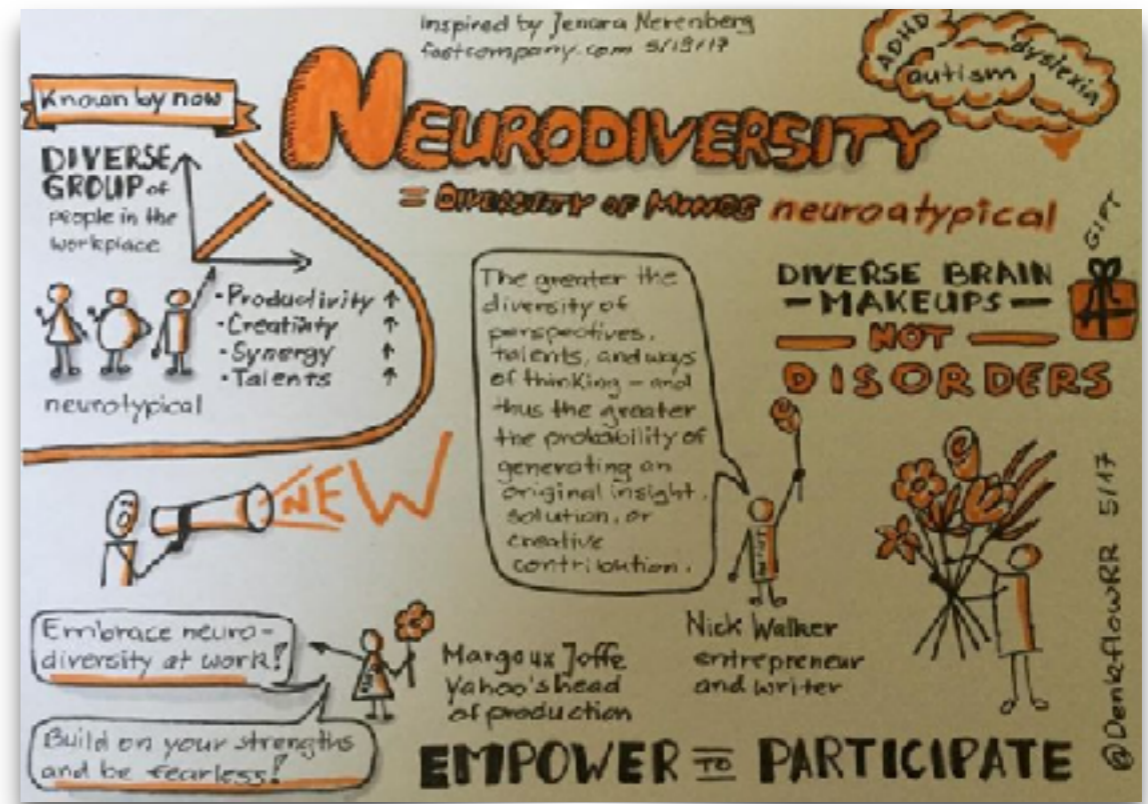 Inspired by Jenara Nerenberg
fastcompany.com 5/19/17
NEURODIVERSITY
= DIVERSITY OF MINDS neuroatypical
ADHD
autism
dyslexia
Known by now
DIVERSE
GROUP of
people in the
workplace
• Productivity ↑
• Creativity ↑
• Synergy ↑
• Talents ↑
neurotypical
NEW
The greater the
diversity of
perspectives,
talents, and ways
of thinking – and
thus the greater
the probability of
generating an
original insight,
solution, or
creative
contribution.
GIFT
DIVERSE BRAIN
– MAKEUPS –
– NOT –
DISORDERS
Nick Walker
entrepreneur
and writer
Embrace neuro-
diversity at work!
Build on your strengths
and be fearless!
Margaux Joffe
Yahoo's head
of production
EMPOWER TO PARTICIPATE
@DenkflowRR 5/17